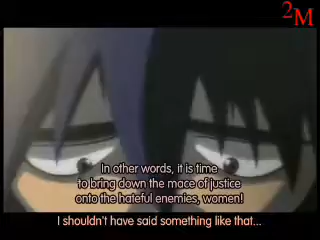 2M
In other words, it is time
to bring down the mace of justice
onto the hateful enemies, women!
I shouldn't have said something like that...